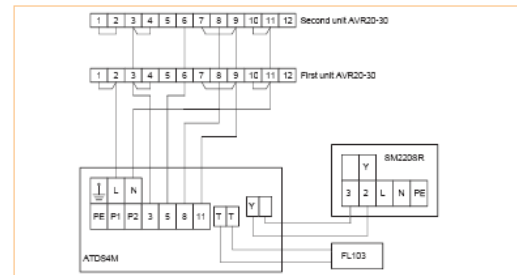 1 2 3 4 5 6 7 8 9 10 11 12 Second unit AVR20-30
1 2 3 4 5 6 7 8 9 10 11 12 First unit AVR20-30
L N
PE P1 P2 3 5 8 11
T T
Y
ATDS4M
Y SM220SR
3 2 L N PE
FL103